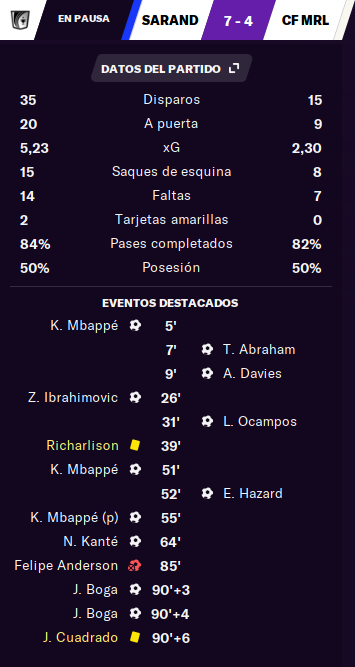 EN PAUSA SARAND 7 - 4 CF MRL
DATOS DEL PARTIDO
35 Disparos 15
20 A puerta 9
5,23 xG 2,30
15 Saques de esquina 8
14 Faltas 7
2 Tarjetas amarillas 0
84% Pases completados 82%
50% Posesión 50%
EVENTOS DESTACADOS
K. Mbappé 5'
7' T. Abraham
9' A. Davies
Z. Ibrahimovic 26'
31' L. Ocampos
Richarlison 39'
K. Mbappé 51'
52' E. Hazard
K. Mbappé (p) 55'
N. Kanté 64'
Felipe Anderson 85'
J. Boga 90'+3
J. Boga 90'+4
J. Cuadrado 90'+6